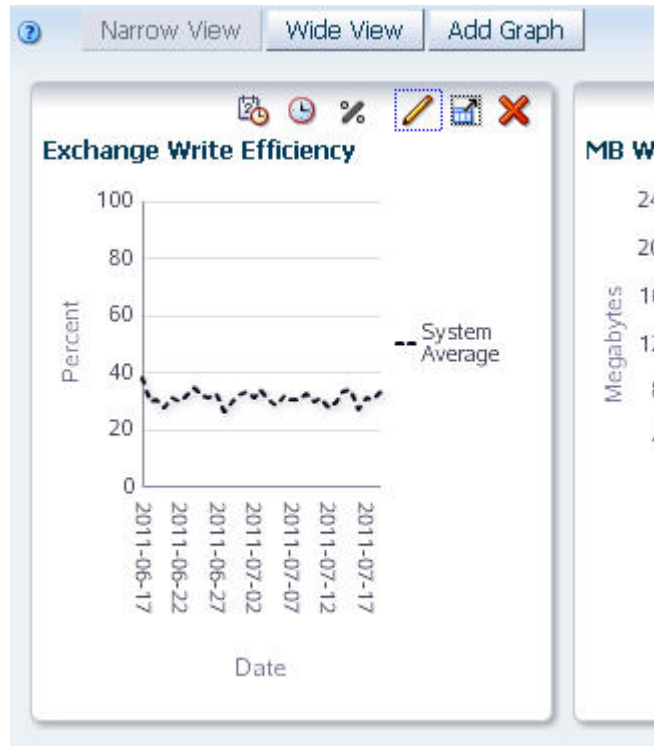 Narrow View
Wide View
Add Graph
Exchange Write Efficiency
100
80
60
40
20
0
Percent
System
Average
2011-06-17
2011-06-22
2011-06-27
2011-07-02
2011-07-07
2011-07-12
2011-07-17
Date
MB W
24
20
Megabytes